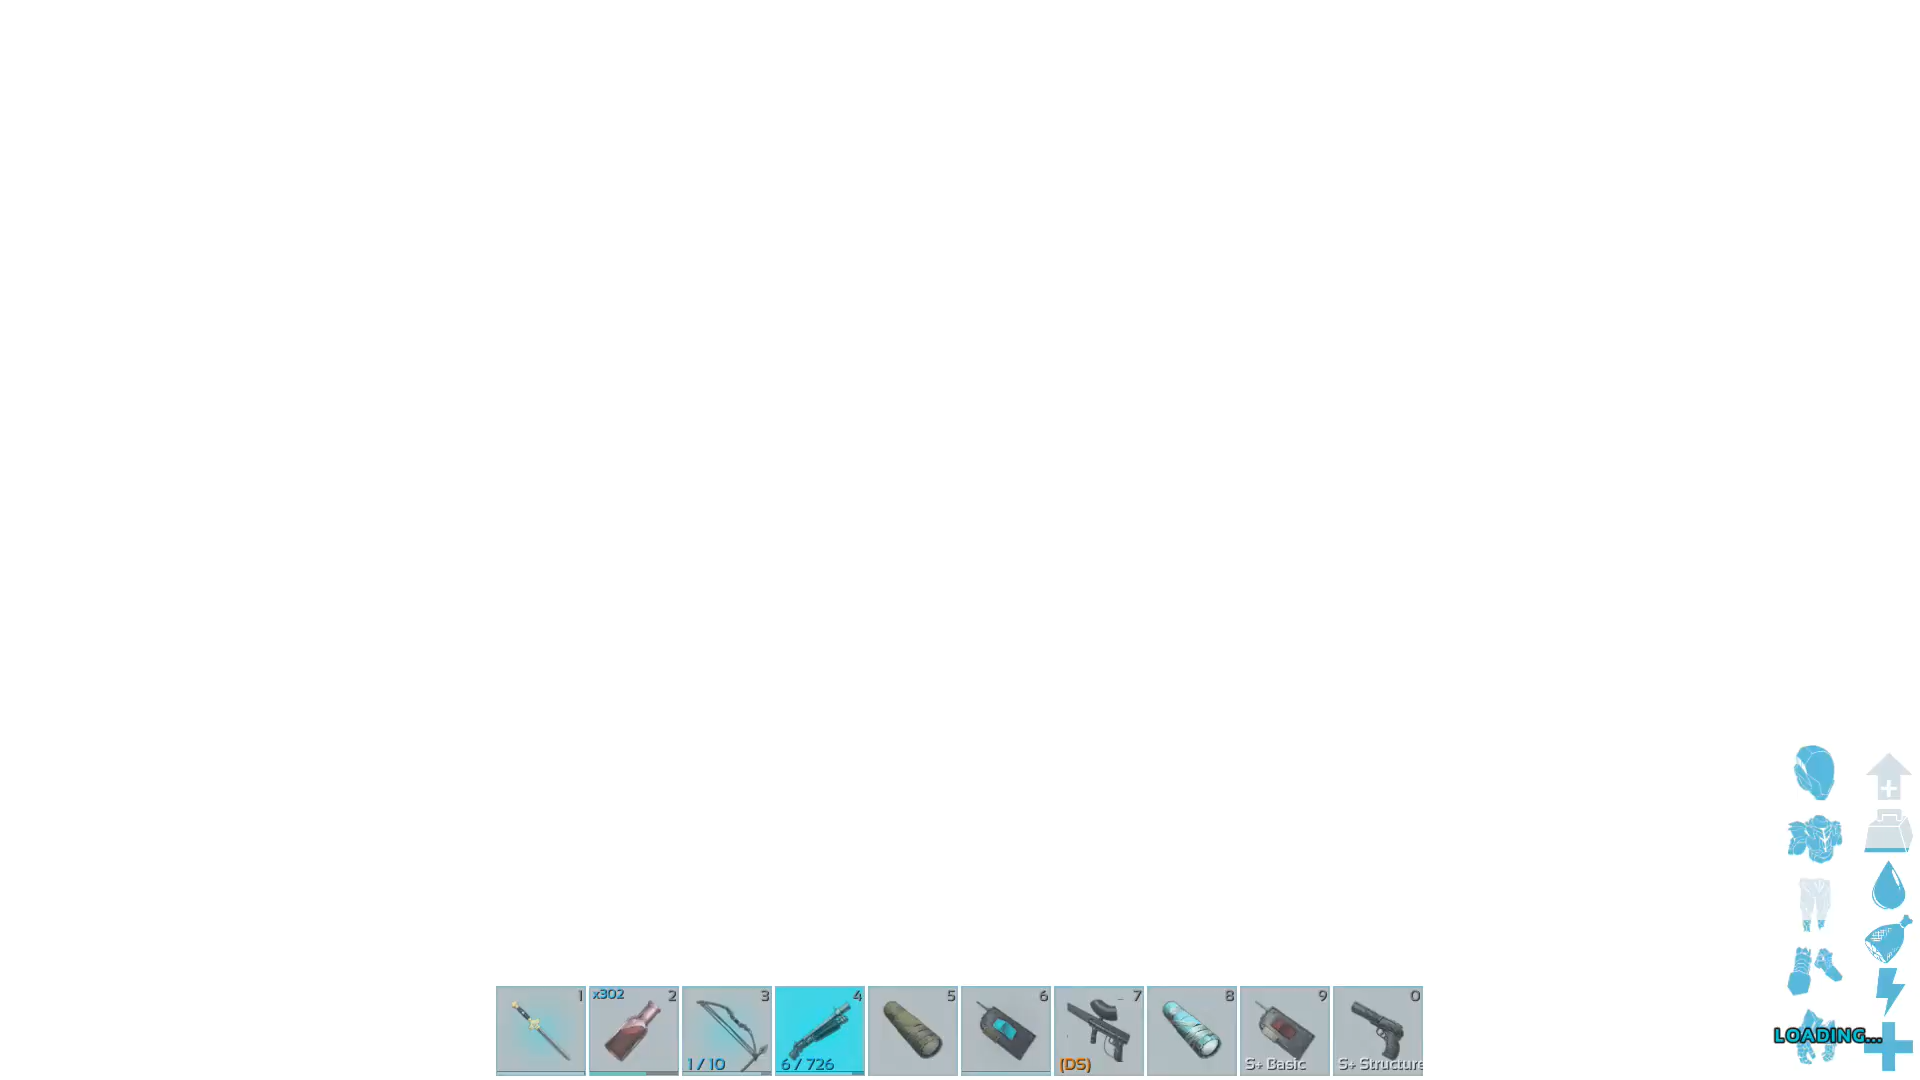 1
x302 2
3
1 / 10
4
6 / 726
5
6
7
(DS)
8
9
S+ Basic
0
S+ Structure
LOADING...